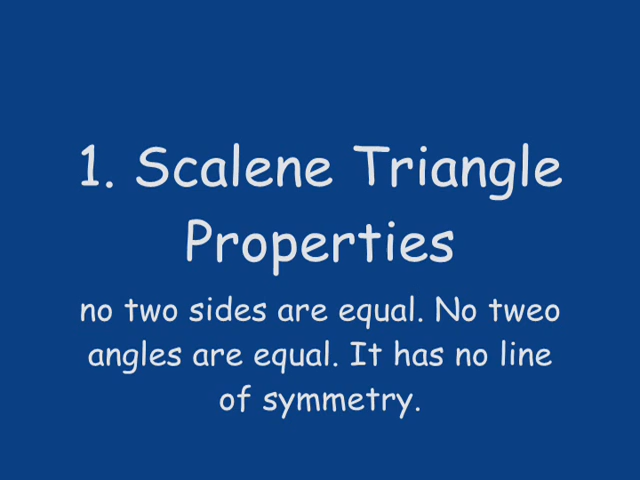 1. Scalene Triangle
Properties
no two sides are equal. No tweo
angles are equal. It has no line
of symmetry.